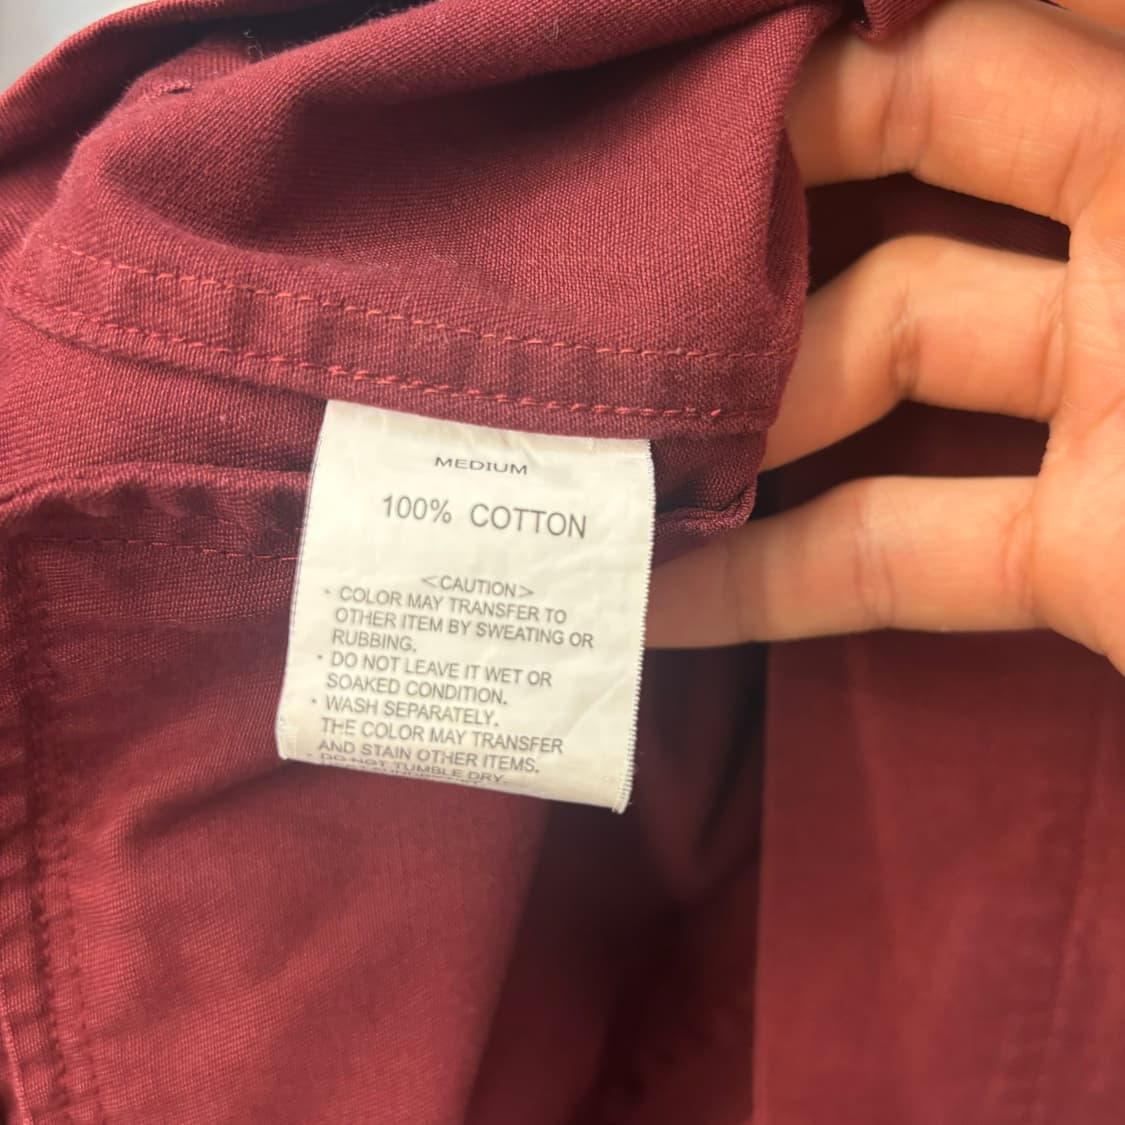 MEDIUM
100% COTTON
<CAUTION>
· COLOR MAY TRANSFER TO
OTHER ITEM BY SWEATING OR
RUBBING.
· DO NOT LEAVE IT WET OR
SOAKED CONDITION.
· WASH SEPARATELY.
THE COLOR MAY TRANSFER
AND STAIN OTHER ITEMS.
· DO NOT TUMBLE DRY.